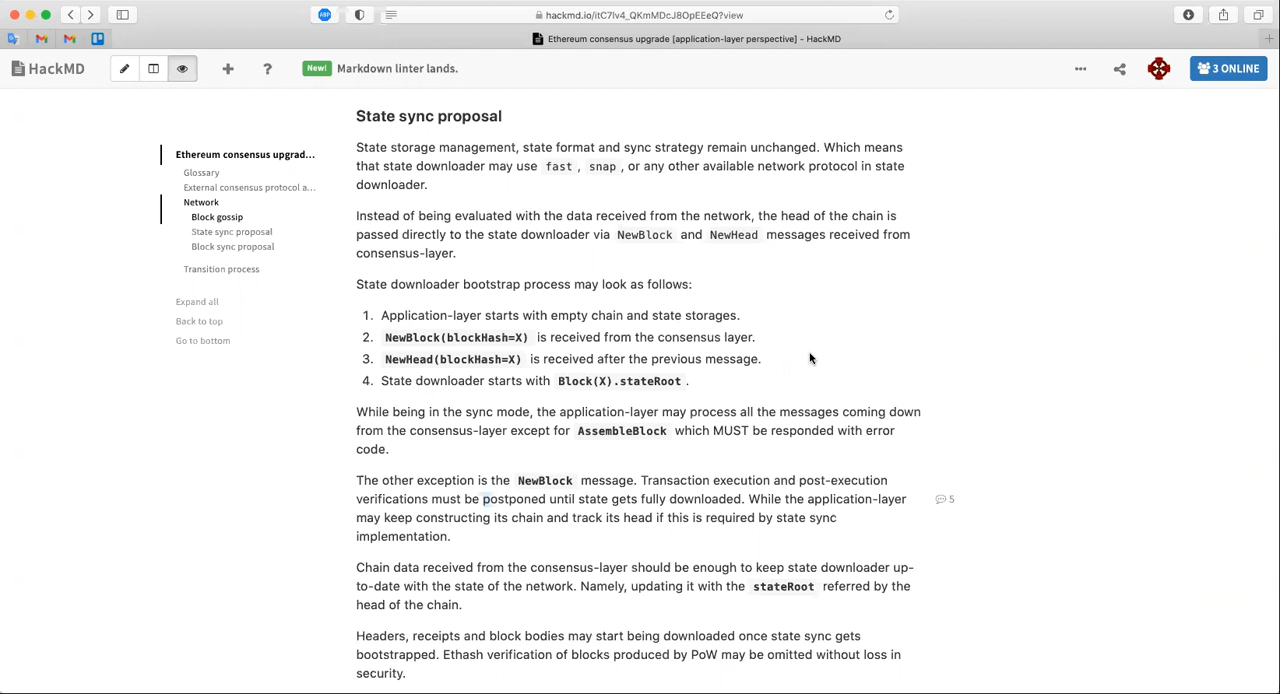 hackmd.io/itC7lv4_QKmMDcJ8OpEEeQ?view
Ethereum consensus upgrade [application-layer perspective] - HackMD
HackMD
?
New! Markdown linter lands.
3 ONLINE
Ethereum consensus upgrad...
Glossary
External consensus protocol a...
Network
Block gossip
State sync proposal
Block sync proposal
Transition process
Expand all
Back to top
Go to bottom
State sync proposal
State storage management, state format and sync strategy remain unchanged. Which means
that state downloader may use fast , snap , or any other available network protocol in state
downloader.
Instead of being evaluated with the data received from the network, the head of the chain is
passed directly to the state downloader via NewBlock and NewHead messages received from
consensus-layer.
State downloader bootstrap process may look as follows:
1. Application-layer starts with empty chain and state storages.
2. NewBlock(blockHash=X) is received from the consensus layer.
3. NewHead(blockHash=X) is received after the previous message.
4. State downloader starts with Block(X).stateRoot .
While being in the sync mode, the application-layer may process all the messages coming down
from the consensus-layer except for AssembleBlock which MUST be responded with error
code.
The other exception is the NewBlock message. Transaction execution and post-execution
verifications must be postponed until state gets fully downloaded. While the application-layer
may keep constructing its chain and track its head if this is required by state sync
implementation.
5
Chain data received from the consensus-layer should be enough to keep state downloader up-
to-date with the state of the network. Namely, updating it with the stateRoot referred by the
head of the chain.
Headers, receipts and block bodies may start being downloaded once state sync gets
bootstrapped. Ethash verification of blocks produced by PoW may be omitted without loss in
security.